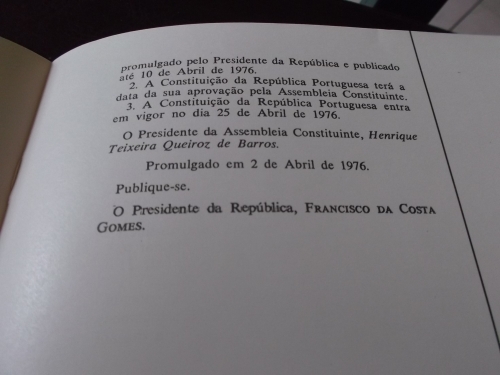 promulgado pelo Presidente da República e publicado
até 10 de Abril de 1976.
2. A Constituição da República Portuguesa terá a
data da sua aprovação pela Assembleia Constituinte.
3. A Constituição da República Portuguesa entra
em vigor no dia 25 de Abril de 1976.
O Presidente da Assembleia Constituinte, Henrique
Teixeira Queiroz de Barros.
Promulgado em 2 de Abril de 1976.
Publique-se.
O Presidente da República, FRANCISCO DA COSTA
GOMES.